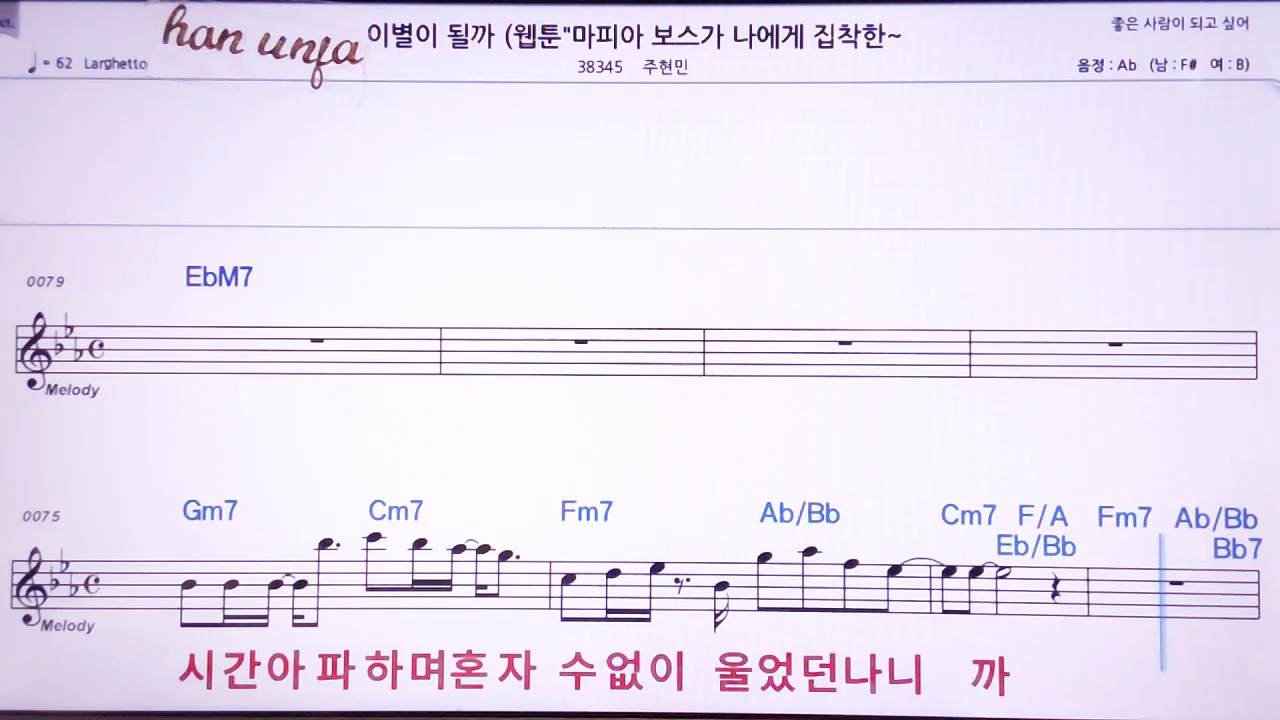 han unfa
이별이 될까 (웹툰"마피아 보스가 나에게 집착한~
좋은 사람이 되고 싶어
♩ = 62 Larghetto
38345 주현민
음정 : Ab (남 : F# 여 : B)
0079 EbM7
Melody
0075 Gm7 Cm7 Fm7 Ab/Bb Cm7 F/A Fm7 Ab/Bb
Eb/Bb Bb7
Melody
시간아 파하며혼자 수없이 울었던나니 까